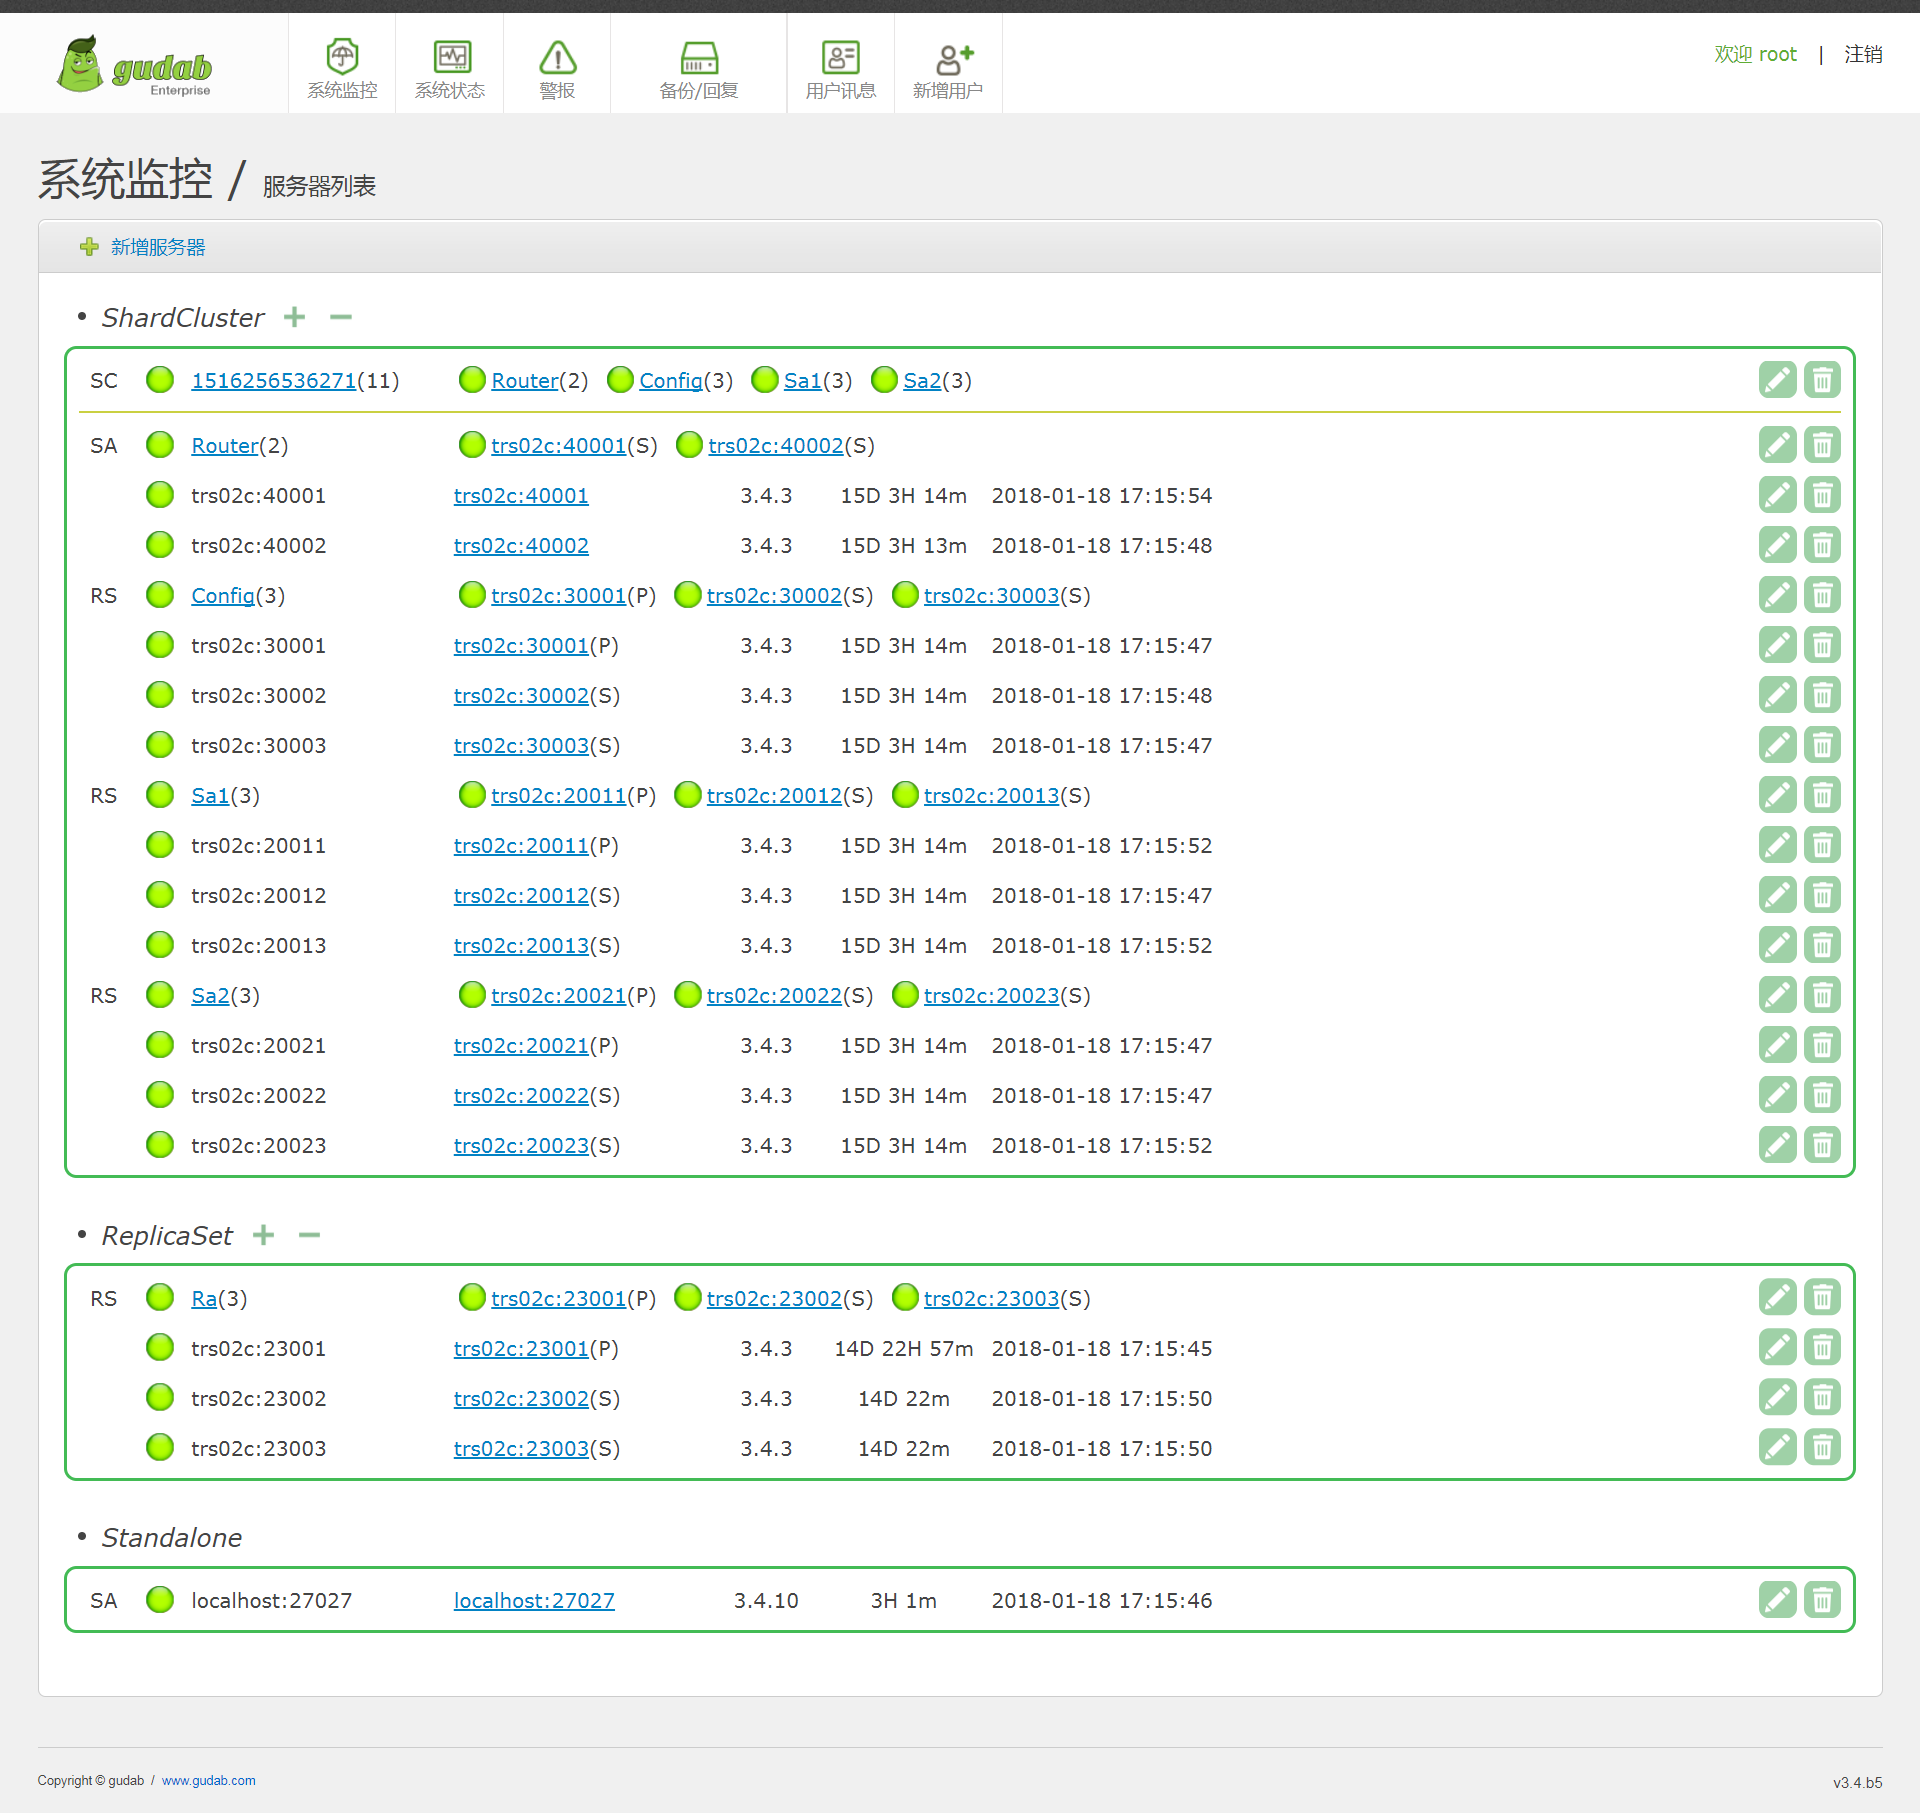 gudab
Enterprise
系统监控
系统状态
警报
备份/回复
用户讯息
新增用户
欢迎 root | 注销
系统监控 / 服务器列表
新增服务器
• ShardCluster
SC 1516256536271(11) Router(2) Config(3) Sa1(3) Sa2(3)
SA Router(2) trs02c:40001(S) trs02c:40002(S)
trs02c:40001 trs02c:40001 3.4.3 15D 3H 14m 2018-01-18 17:15:54
trs02c:40002 trs02c:40002 3.4.3 15D 3H 13m 2018-01-18 17:15:48
RS Config(3) trs02c:30001(P) trs02c:30002(S) trs02c:30003(S)
trs02c:30001 trs02c:30001(P) 3.4.3 15D 3H 14m 2018-01-18 17:15:47
trs02c:30002 trs02c:30002(S) 3.4.3 15D 3H 14m 2018-01-18 17:15:48
trs02c:30003 trs02c:30003(S) 3.4.3 15D 3H 14m 2018-01-18 17:15:47
RS Sa1(3) trs02c:20011(P) trs02c:20012(S) trs02c:20013(S)
trs02c:20011 trs02c:20011(P) 3.4.3 15D 3H 14m 2018-01-18 17:15:52
trs02c:20012 trs02c:20012(S) 3.4.3 15D 3H 14m 2018-01-18 17:15:47
trs02c:20013 trs02c:20013(S) 3.4.3 15D 3H 14m 2018-01-18 17:15:52
RS Sa2(3) trs02c:20021(P) trs02c:20022(S) trs02c:20023(S)
trs02c:20021 trs02c:20021(P) 3.4.3 15D 3H 14m 2018-01-18 17:15:47
trs02c:20022 trs02c:20022(S) 3.4.3 15D 3H 14m 2018-01-18 17:15:47
trs02c:20023 trs02c:20023(S) 3.4.3 15D 3H 14m 2018-01-18 17:15:52
• ReplicaSet
RS Ra(3) trs02c:23001(P) trs02c:23002(S) trs02c:23003(S)
trs02c:23001 trs02c:23001(P) 3.4.3 14D 22H 57m 2018-01-18 17:15:45
trs02c:23002 trs02c:23002(S) 3.4.3 14D 22m 2018-01-18 17:15:50
trs02c:23003 trs02c:23003(S) 3.4.3 14D 22m 2018-01-18 17:15:50
• Standalone
SA localhost:27027 localhost:27027 3.4.10 3H 1m 2018-01-18 17:15:46
Copyright © gudab / www.gudab.com
v3.4.b5